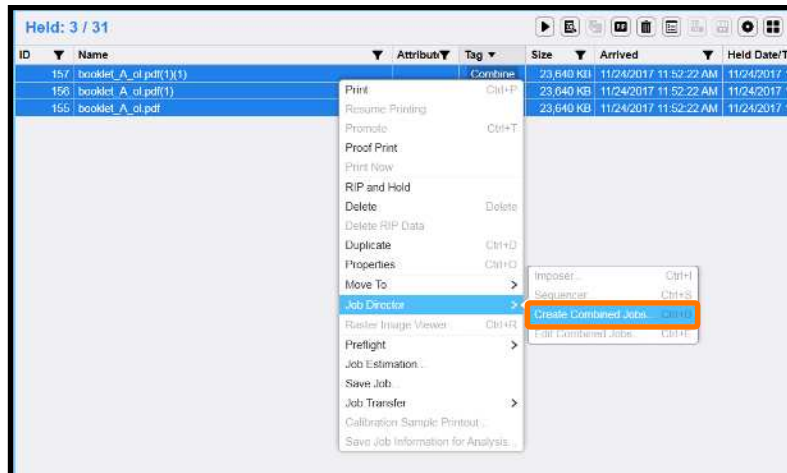 Held: 3 / 31
ID Name Attribut Tag Size Arrived Held Date/T
157 booklet_A_ol.pdf(1)(1) Combine 23,640 KB 11/24/2017 11:52:22 AM 11/24/2017
156 booklet_A_ol.pdf(1) 23,640 KB 11/24/2017 11:52:22 AM 11/24/2017
155 booklet_A_ol.pdf 23,640 KB 11/24/2017 11:52:22 AM 11/24/2017
Print Ctrl+P
Resume Printing
Promote Ctrl+T
Proof Print
Print Now
RIP and Hold
Delete Delete
Delete RIP Data
Duplicate Ctrl+D
Properties
Move To >
Job Director >
Imposer... Ctrl+I
Sequencer Ctrl+S
Create Combined Jobs...
Edit Combined Jobs... Ctrl+E
Raster Image Viewer Ctrl+R
Preflight >
Job Estimation...
Save Job...
Job Transfer >
Calibration Sample Printout...
Save Job Information for Analysis...